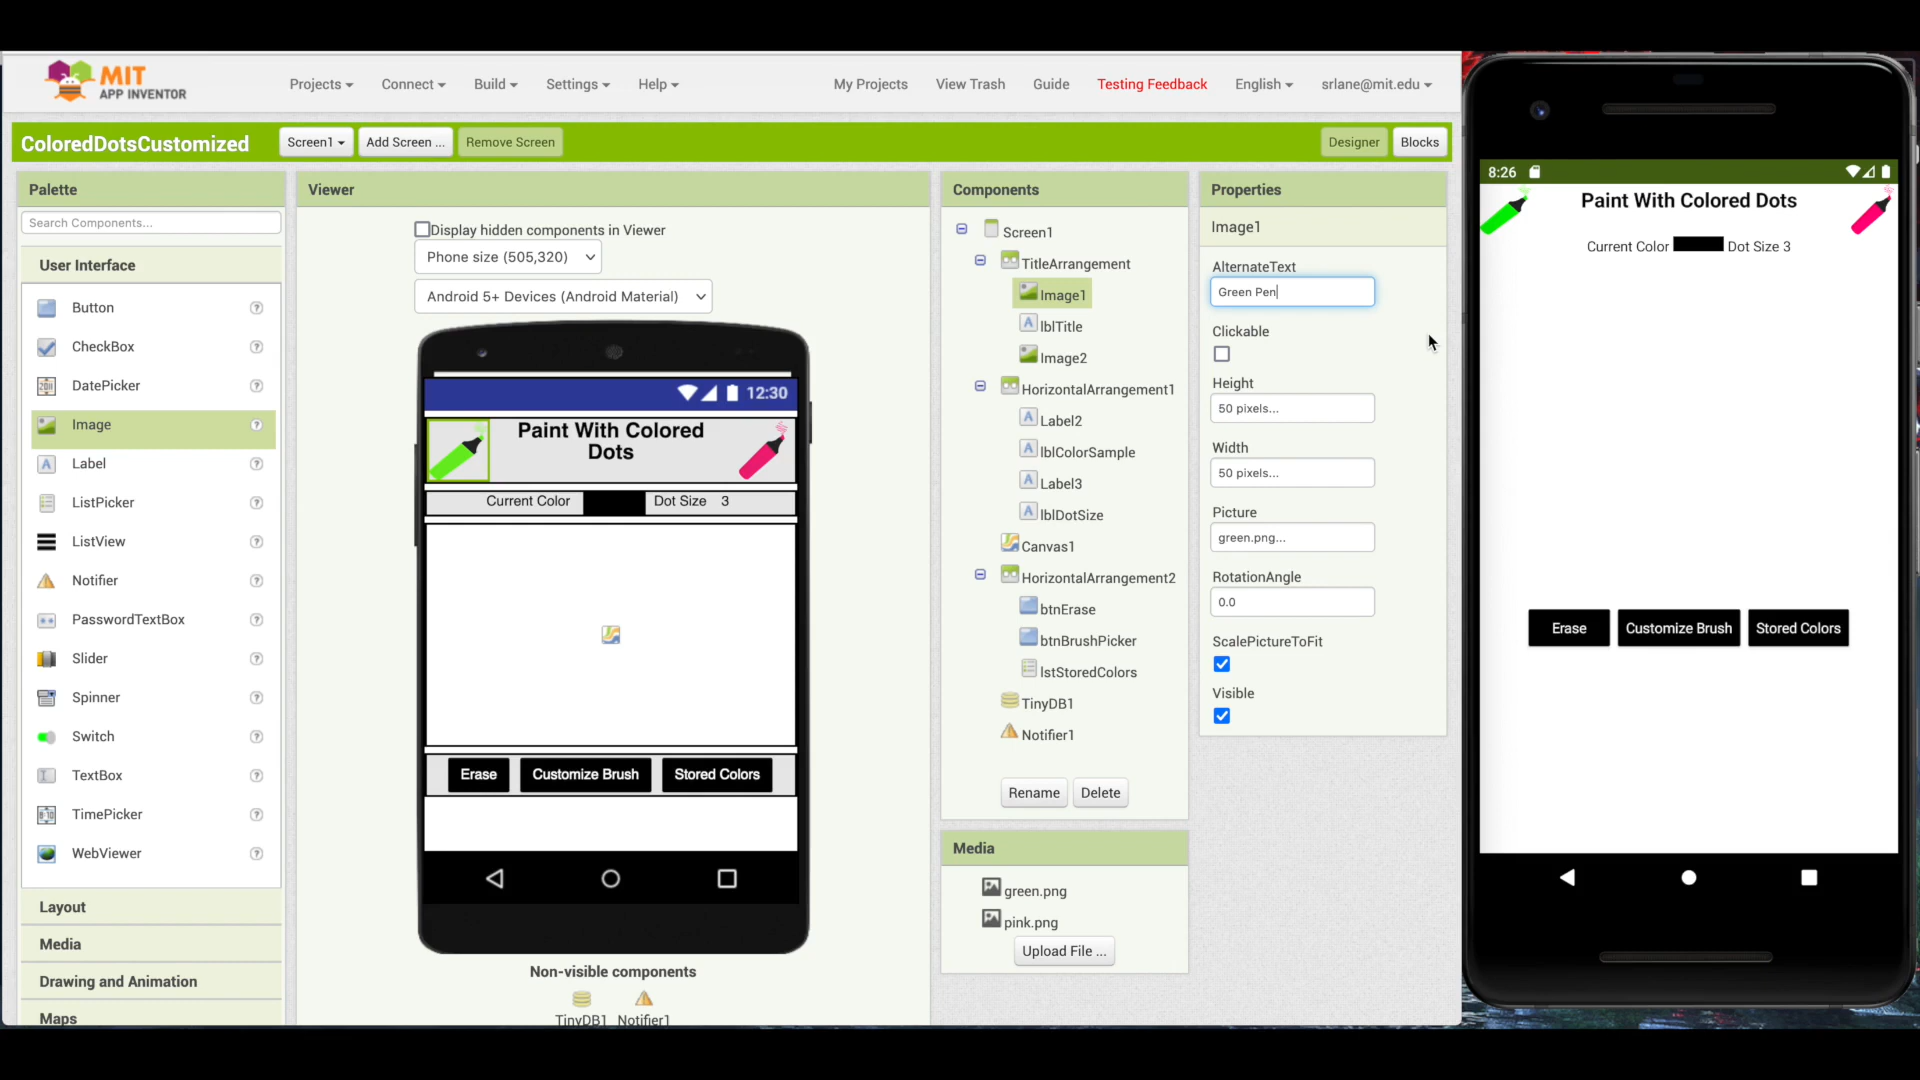 MIT
APP INVENTOR
Projects
Connect
Build
Settings
Help
My Projects
View Trash
Guide
Testing Feedback
English
srlane@mit.edu
ColoredDotsCustomized
Screen1
Add Screen ...
Remove Screen
Designer
Blocks
Palette
Search Components...
User Interface
Button
CheckBox
DatePicker
Image
Label
ListPicker
ListView
Notifier
PasswordTextBox
Slider
Spinner
Switch
TextBox
TimePicker
WebViewer
Layout
Media
Drawing and Animation
Maps
Viewer
Display hidden components in Viewer
Phone size (505,320)
Android 5+ Devices (Android Material)
12:30
Paint With Colored
Dots
Current Color
Dot Size 3
Erase
Customize Brush
Stored Colors
Non-visible components
TinyDB1
Notifier1
Components
Screen1
TitleArrangement
Image1
lblTitle
Image2
HorizontalArrangement1
Label2
lblColorSample
Label3
lblDotSize
Canvas1
HorizontalArrangement2
btnErase
btnBrushPicker
lstStoredColors
TinyDB1
Notifier1
Rename
Delete
Media
green.png
pink.png
Upload File ...
Properties
Image1
AlternateText
Green Pen
Clickable
Height
50 pixels...
Width
50 pixels...
Picture
green.png...
RotationAngle
0.0
ScalePictureToFit
Visible
8:26
Paint With Colored Dots
Current Color
Dot Size 3
Erase
Customize Brush
Stored Colors